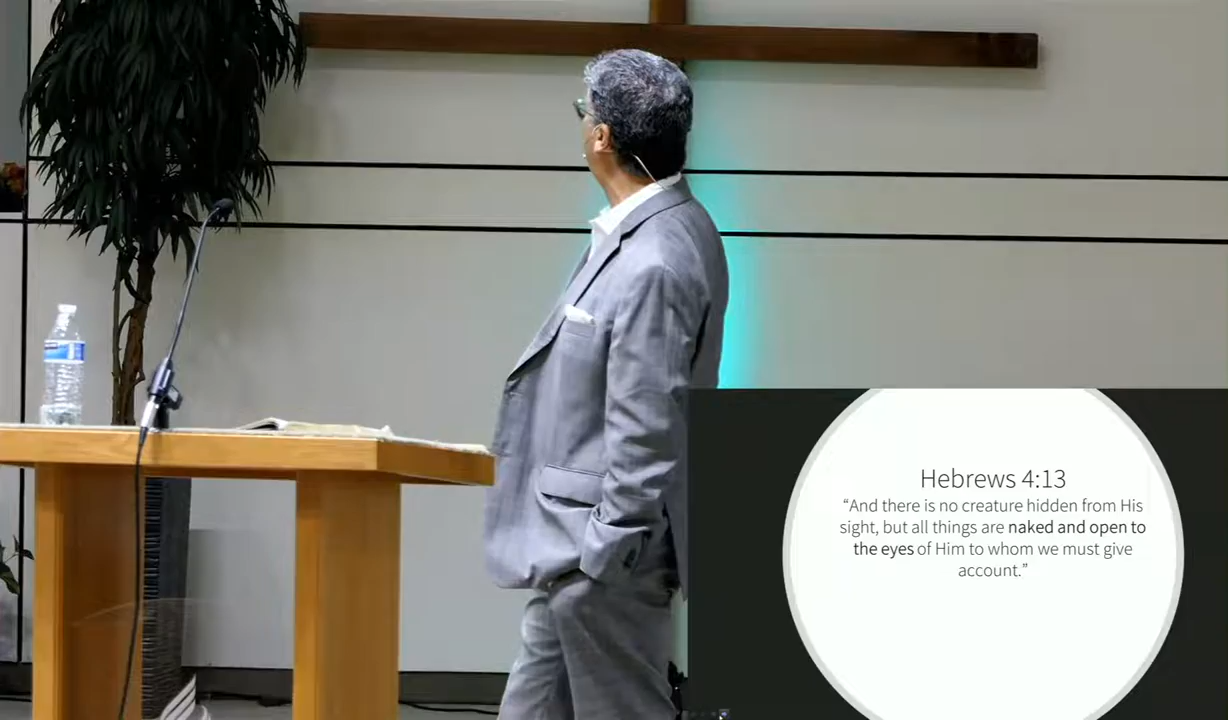 Hebrews 4:13
“And there is no creature hidden from His
sight, but all things are naked and open to
the eyes of Him to whom we must give
account.”